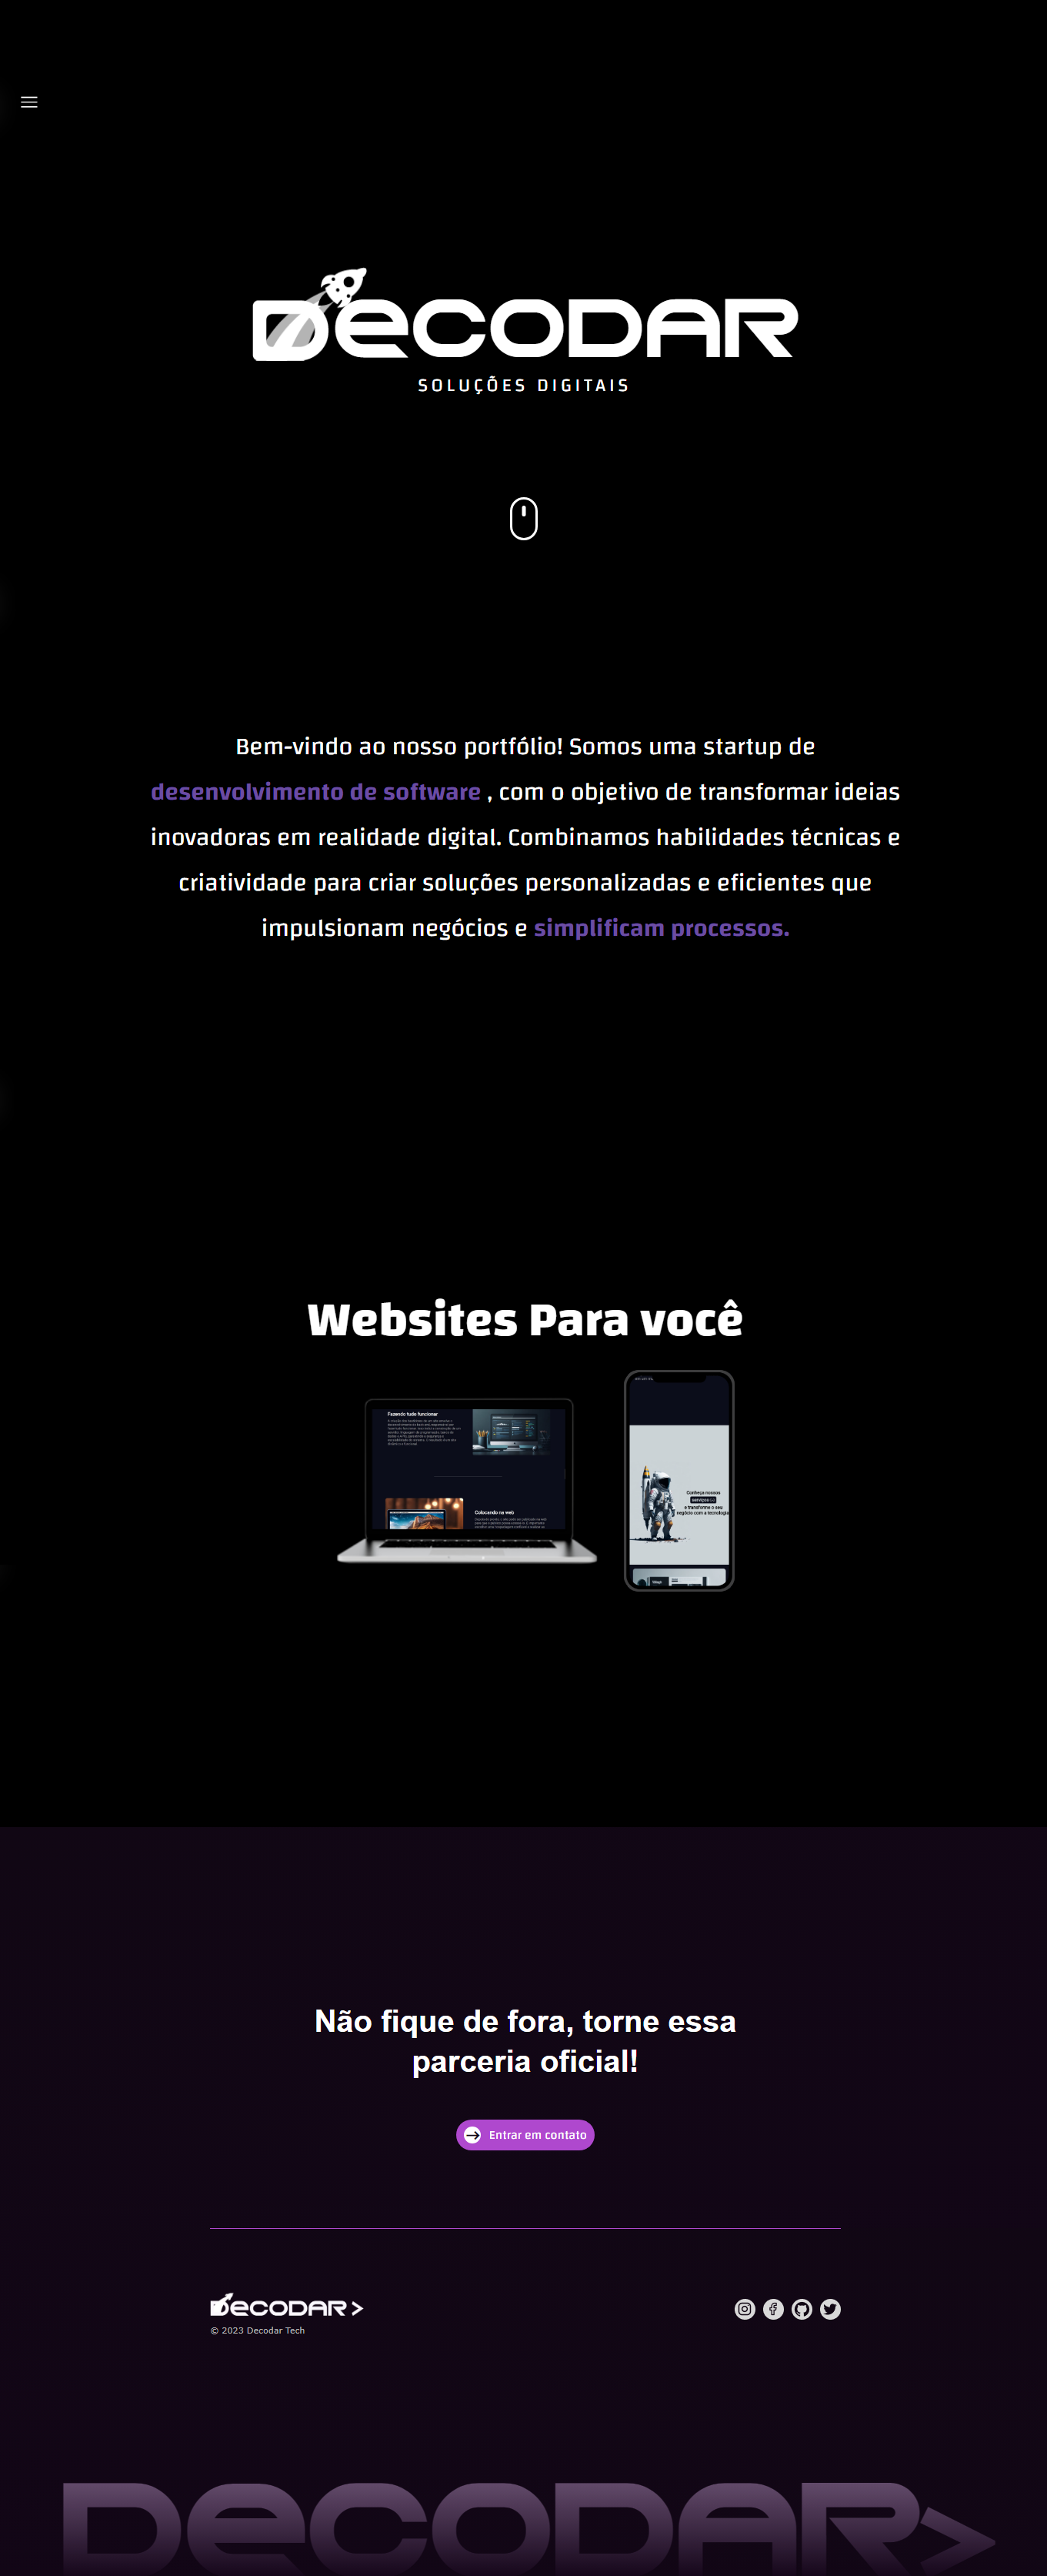 DECODAR
SOLUÇÕES DIGITAIS
Bem-vindo ao nosso portfólio! Somos uma startup de
desenvolvimento de software , com o objetivo de transformar ideias
inovadoras em realidade digital. Combinamos habilidades técnicas e
criatividade para criar soluções personalizadas e eficientes que
impulsionam negócios e simplificam processos.
Websites Para você
Fazendo tudo funcionar
Colocando na web
Conheça nossos
serviços
e transforme o seu
negócio com a tecnologia
Não fique de fora, torne essa
parceria oficial!
Entrar em contato
DECODAR >
© 2023 Decodar Tech
DECODAR>